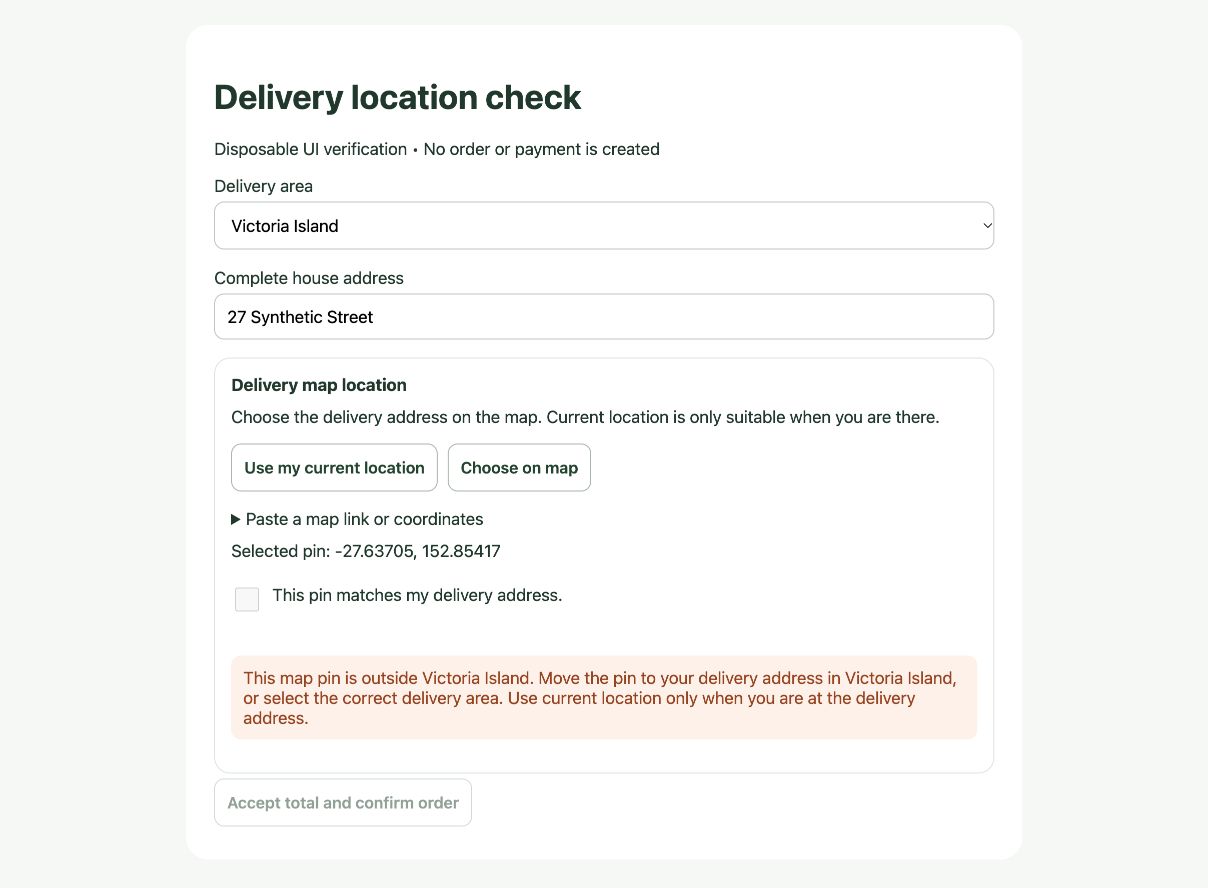 Delivery location check
Disposable UI verification • No order or payment is created
Delivery area
Victoria Island
Complete house address
27 Synthetic Street
Delivery map location
Choose the delivery address on the map. Current location is only suitable when you are there.
Use my current location
Choose on map
Paste a map link or coordinates
Selected pin: -27.63705, 152.85417
This pin matches my delivery address.
This map pin is outside Victoria Island. Move the pin to your delivery address in Victoria Island,
or select the correct delivery area. Use current location only when you are at the delivery
address.
Accept total and confirm order